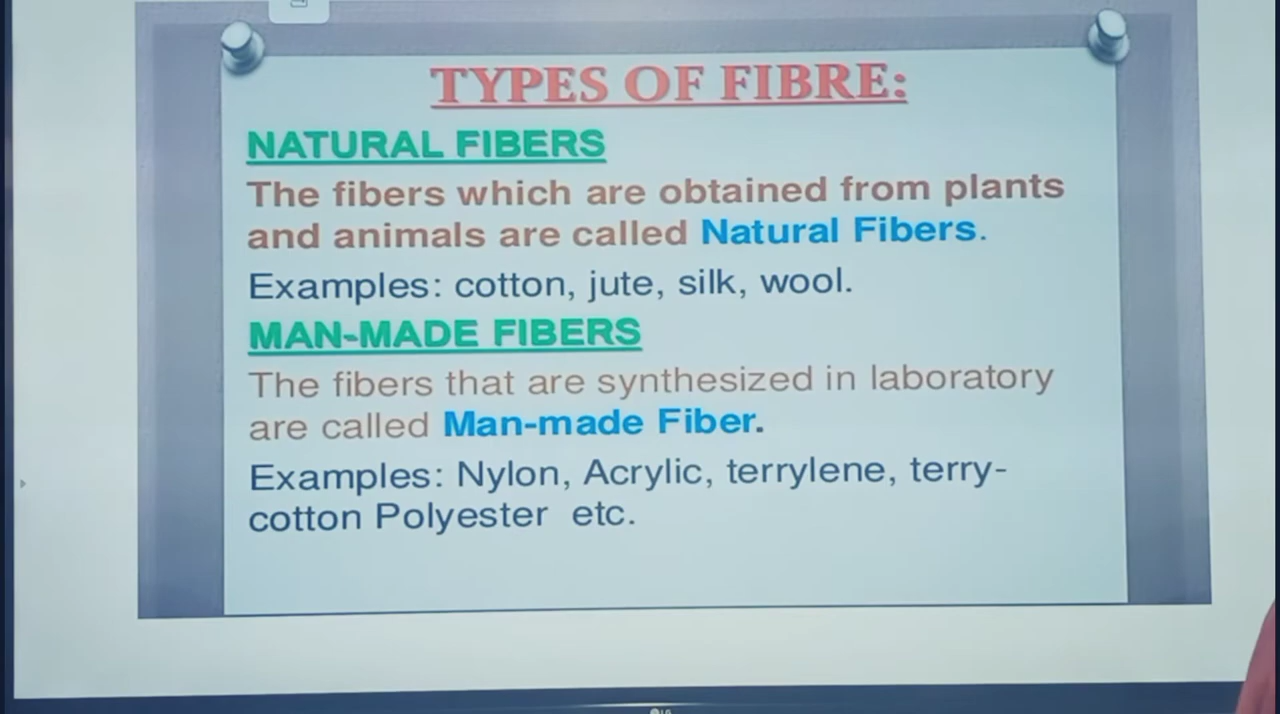 TYPES OF FIBRE:
NATURAL FIBERS
The fibers which are obtained from plants
and animals are called Natural Fibers.
Examples: cotton, jute, silk, wool.
MAN-MADE FIBERS
The fibers that are synthesized in laboratory
are called Man-made Fiber.
Examples: Nylon, Acrylic, terrylene, terry-
cotton Polyester etc.
LG